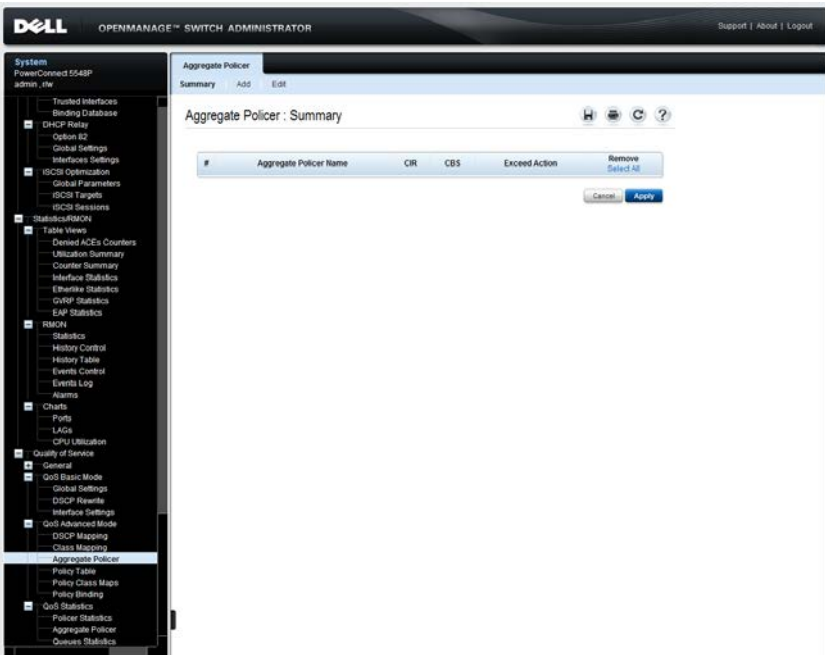 DELL OPENMANAGE™ SWITCH ADMINISTRATOR
Support | About | Logout
System
PowerConnect 5548P
admin , r/w
Trusted Interfaces
Binding Database
DHCP Relay
Option 82
Global Settings
Interfaces Settings
iSCSI Optimization
Global Parameters
iSCSI Targets
iSCSI Sessions
Statistics/RMON
Table Views
Denied ACEs Counters
Utilization Summary
Counter Summary
Interface Statistics
Etherlike Statistics
GVRP Statistics
EAP Statistics
RMON
Statistics
History Control
History Table
Events Control
Events Log
Alarms
Charts
Ports
LAGs
CPU Utilization
Quality of Service
General
QoS Basic Mode
Global Settings
DSCP Rewrite
Interface Settings
QoS Advanced Mode
DSCP Mapping
Class Mapping
Aggregate Policer
Policy Table
Policy Class Maps
Policy Binding
QoS Statistics
Policer Statistics
Aggregate Policer
Queues Statistics
Aggregate Policer
Summary Add Edit
Aggregate Policer : Summary
?
# Aggregate Policer Name CIR CBS Exceed Action Remove
Select All
Cancel Apply